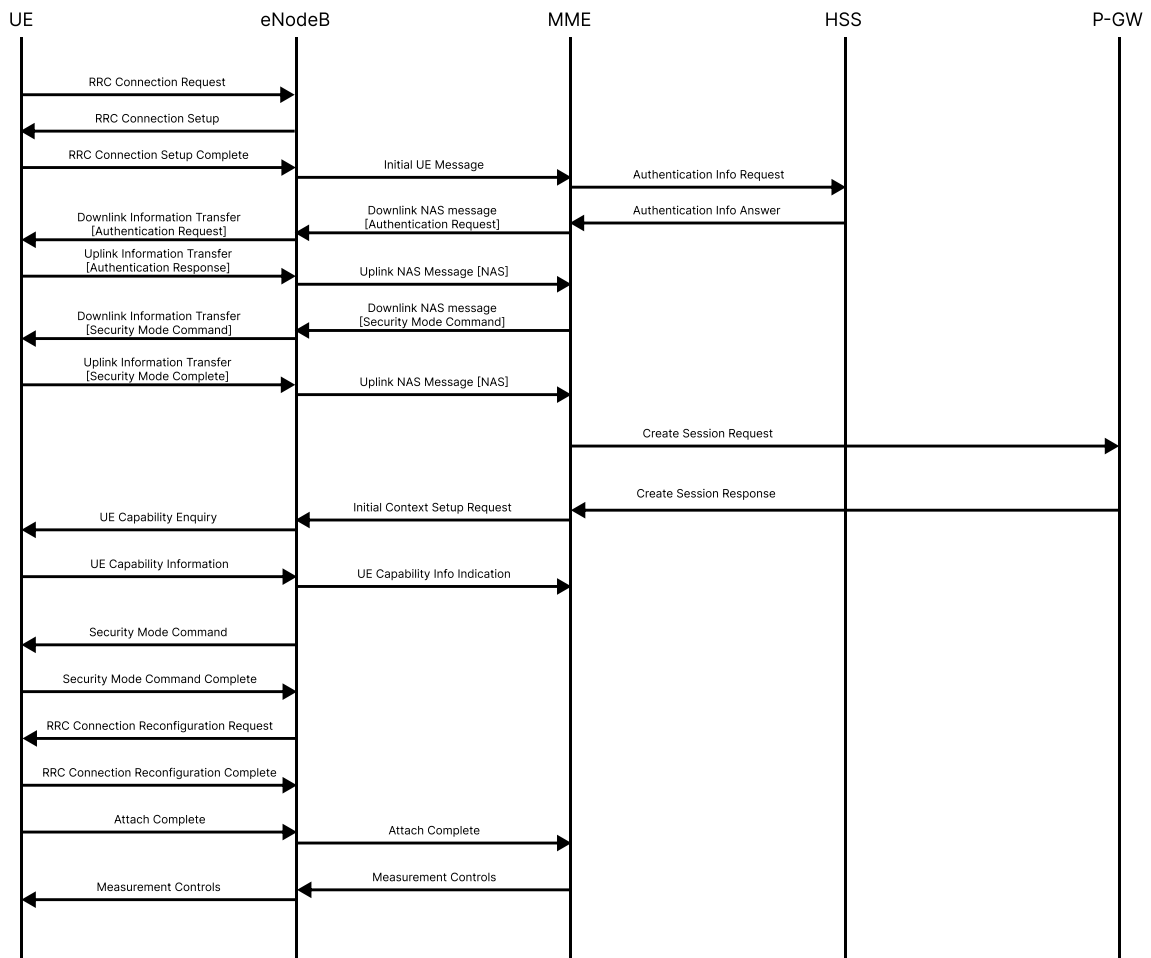 UE
eNodeB
MME
HSS
P-GW
RRC Connection Request
RRC Connection Setup
RRC Connection Setup Complete
Initial UE Message
Authentication Info Request
Authentication Info Answer
Downlink NAS message
[Authentication Request]
Downlink Information Transfer
[Authentication Request]
Uplink Information Transfer
[Authentication Response]
Uplink NAS Message [NAS]
Downlink NAS message
[Security Mode Command]
Downlink Information Transfer
[Security Mode Command]
Uplink Information Transfer
[Security Mode Complete]
Uplink NAS Message [NAS]
Create Session Request
Create Session Response
Initial Context Setup Request
UE Capability Enquiry
UE Capability Information
UE Capability Info Indication
Security Mode Command
Security Mode Command Complete
RRC Connection Reconfiguration Request
RRC Connection Reconfiguration Complete
Attach Complete
Attach Complete
Measurement Controls
Measurement Controls